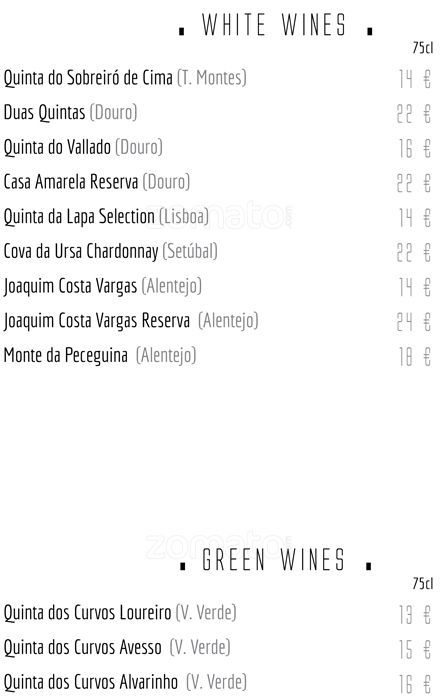 WHITE WINES
75cl
Quinta do Sobreiró de Cima (T. Montes) 14 €
Duas Quintas (Douro) 22 €
Quinta do Vallado (Douro) 16 €
Casa Amarela Reserva (Douro) 22 €
Quinta da Lapa Selection (Lisboa) 14 €
zomato
Cova da Ursa Chardonnay (Setúbal) 22 €
Joaquim Costa Vargas (Alentejo) 14 €
Joaquim Costa Vargas Reserva (Alentejo) 24 €
Monte da Peceguina (Alentejo) 18 €
zomato
GREEN WINES
75cl
Quinta dos Curvos Loureiro (V. Verde) 13 €
Quinta dos Curvos Avesso (V. Verde) 15 €
Quinta dos Curvos Alvarinho (V. Verde) 16 €